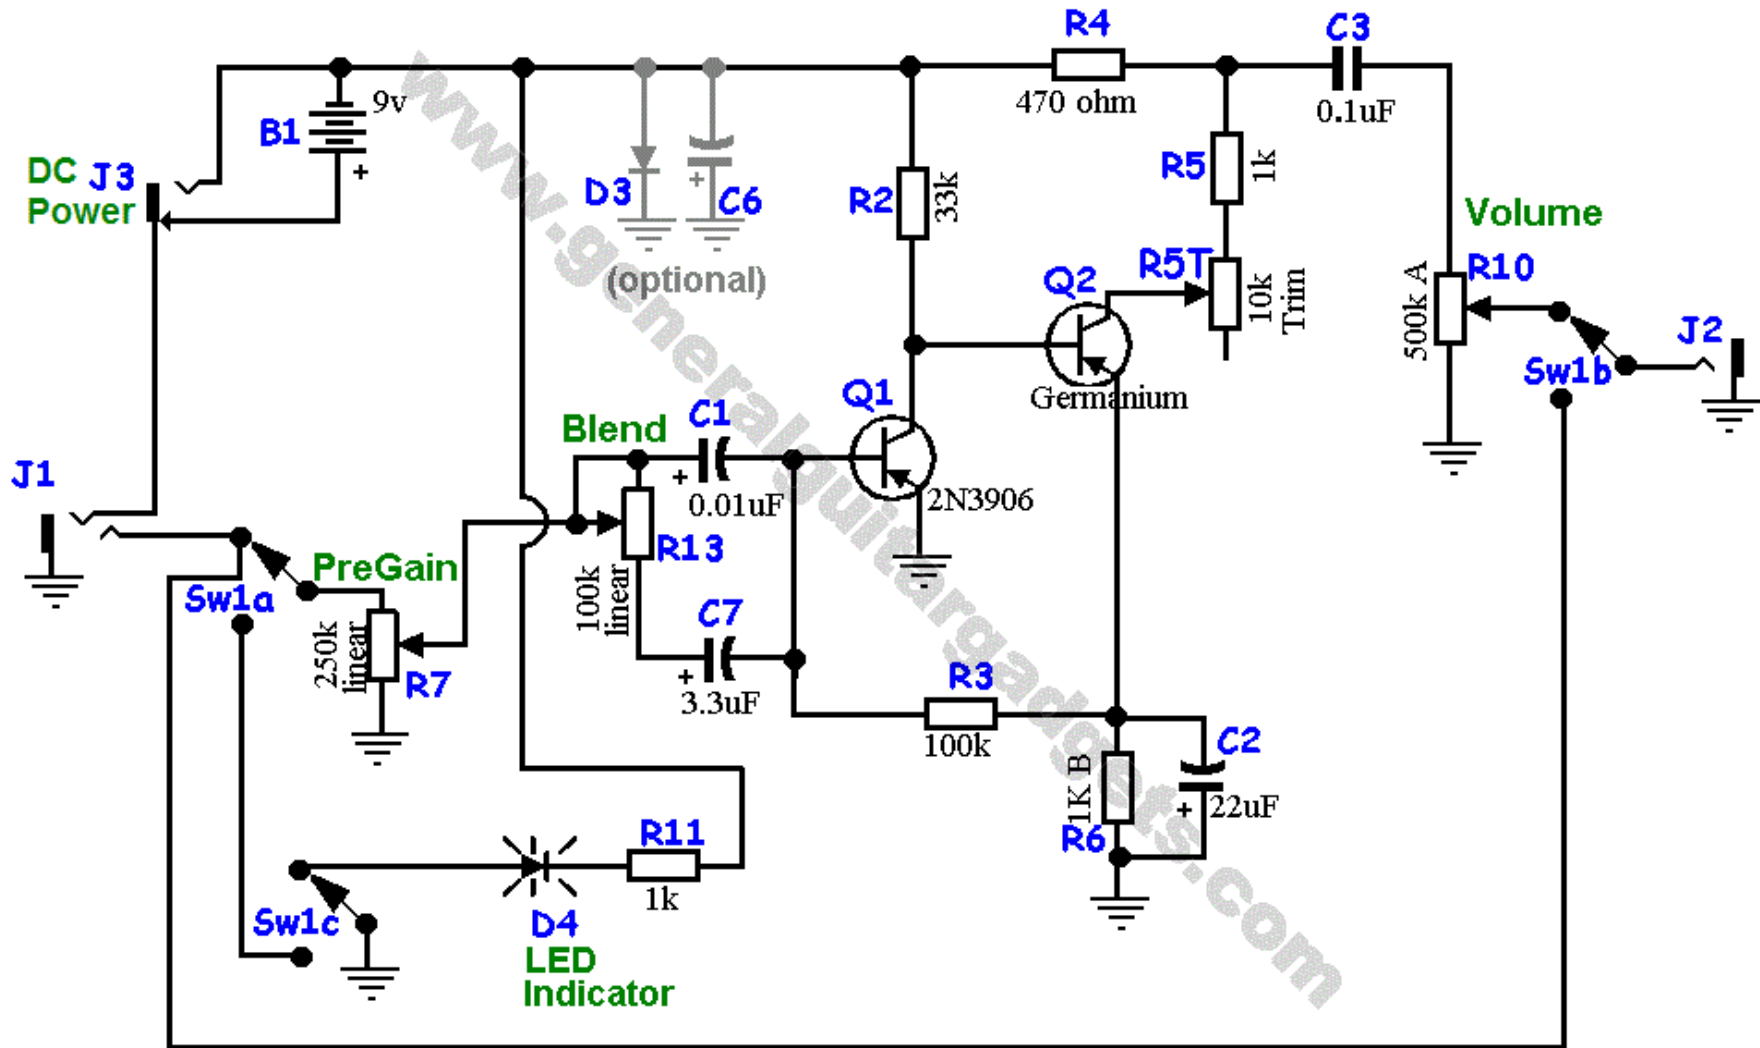 R4
C3
9v
470 ohm
0.1uF
B1
+
DC
Power
J3
D3
+
C6
(optional)
R2
33k
R5
1k
Volume
R5T
10k
Trim
Q2
R10
500k A
J2
Sw1b
Germanium
Q1
C1
+
0.01uF
Blend
2N3906
J1
PreGain
Sw1a
R13
100k
linear
250k
linear
R7
C7
+
3.3uF
R3
100k
C2
1K B
+
22uF
R6
R11
1k
Sw1c
D4
LED
Indicator
www.generalguitargadgets.com